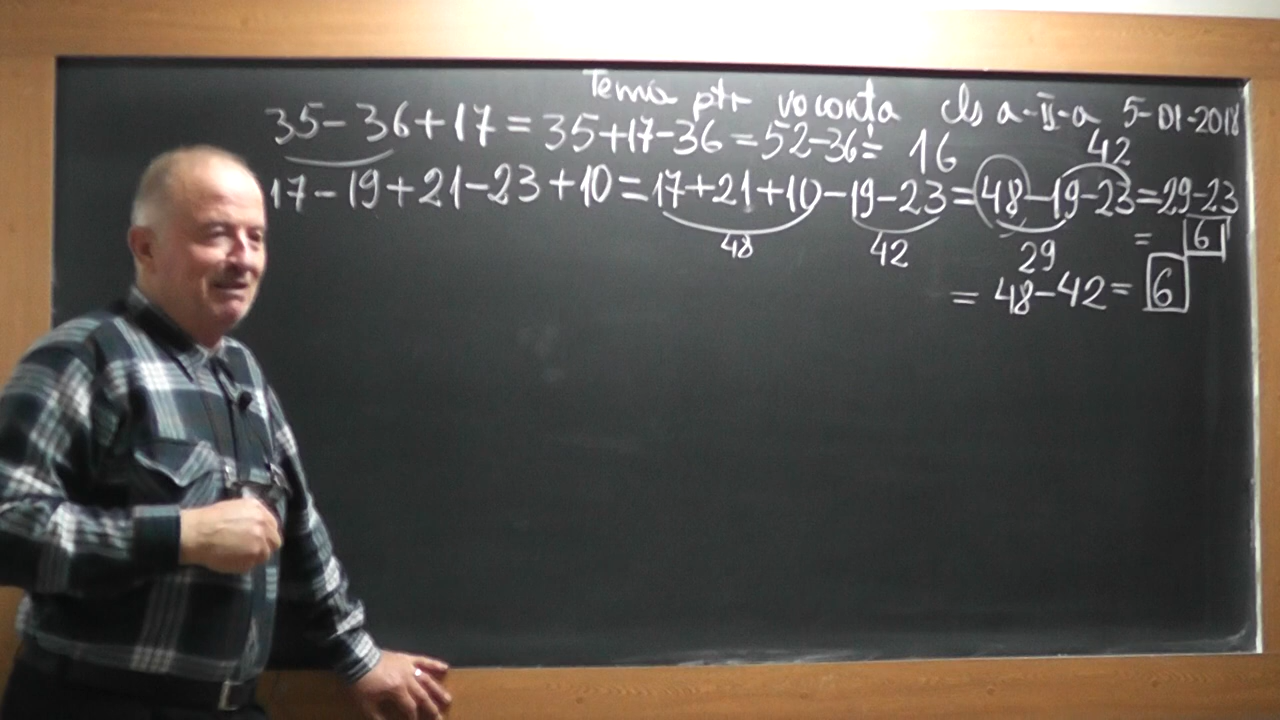 Tema ptr vacanța cls a-II-a 5-01-2018
35-36+17=35+17-36=52-36= 16
42
17-19+21-23+10=17+21+10-19-23=48-19-23=29-23
48 42 29 = 6
= 48-42= 6